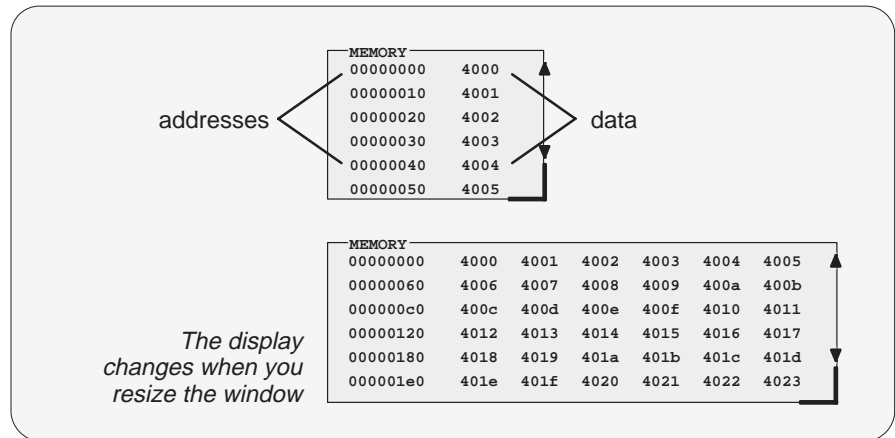 MEMORY
00000000 4000
00000010 4001
00000020 4002
00000030 4003
00000040 4004
00000050 4005
addresses
data
MEMORY
00000000 4000 4001 4002 4003 4004 4005
00000060 4006 4007 4008 4009 400a 400b
000000c0 400c 400d 400e 400f 4010 4011
00000120 4012 4013 4014 4015 4016 4017
00000180 4018 4019 401a 401b 401c 401d
000001e0 401e 401f 4020 4021 4022 4023
The display
changes when you
resize the window